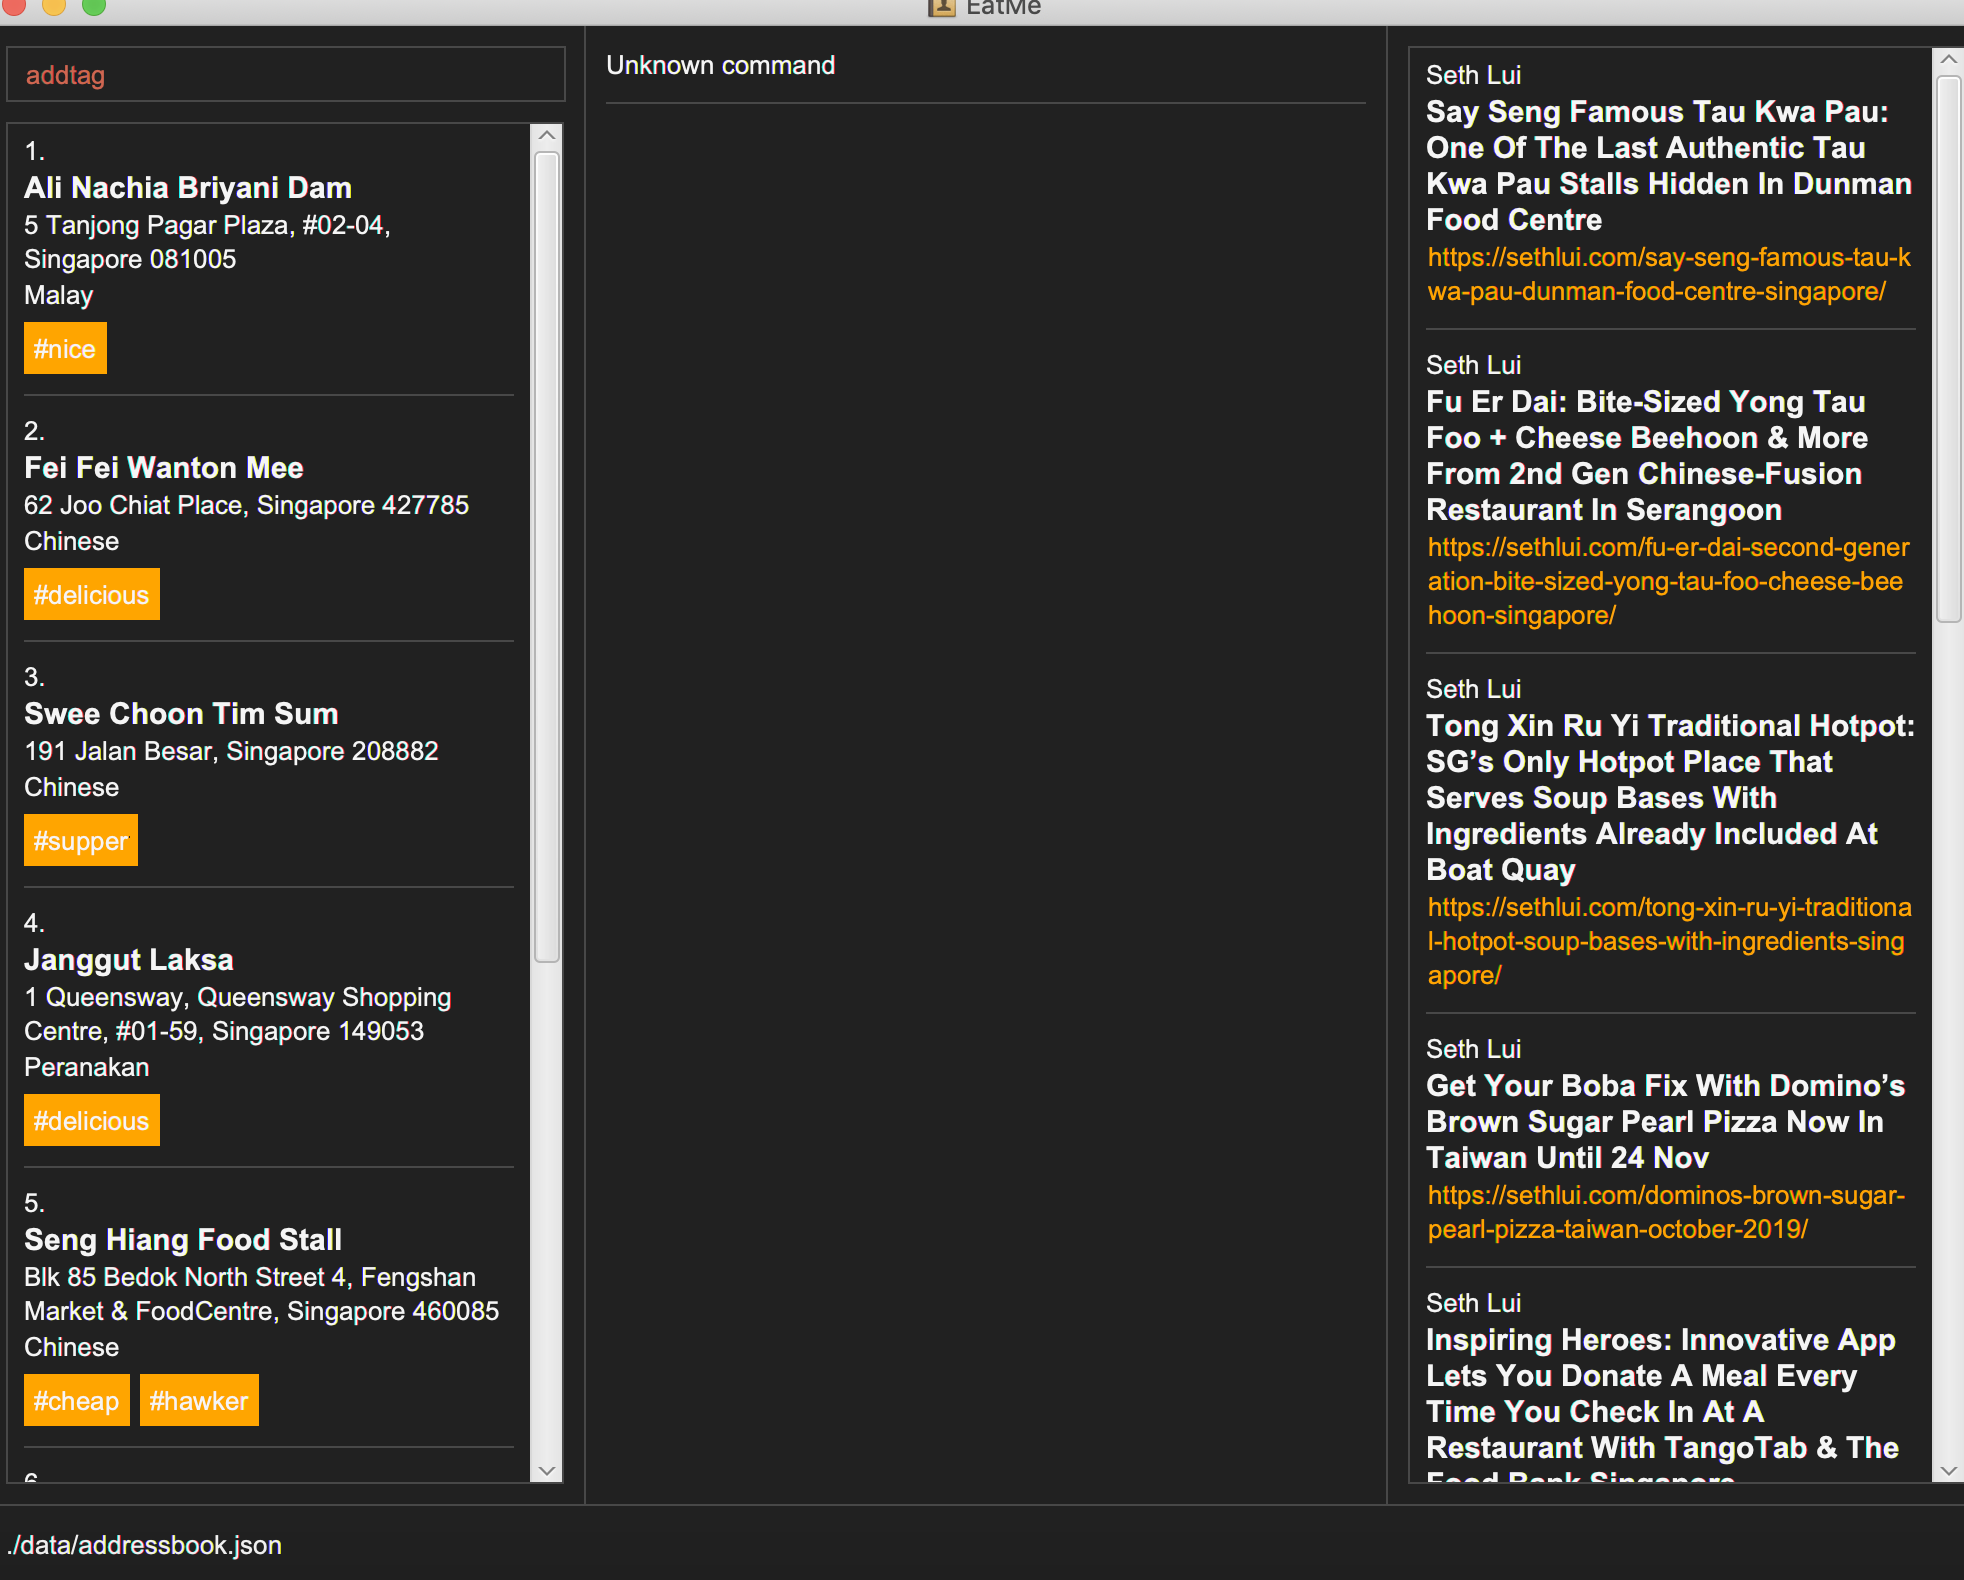 EatMe
addtag
1.
Ali Nachia Briyani Dam
5 Tanjong Pagar Plaza, #02-04,
Singapore 081005
Malay
#nice
2.
Fei Fei Wanton Mee
62 Joo Chiat Place, Singapore 427785
Chinese
#delicious
3.
Swee Choon Tim Sum
191 Jalan Besar, Singapore 208882
Chinese
#supper
4.
Janggut Laksa
1 Queensway, Queensway Shopping
Centre, #01-59, Singapore 149053
Peranakan
#delicious
5.
Seng Hiang Food Stall
Blk 85 Bedok North Street 4, Fengshan
Market & FoodCentre, Singapore 460085
Chinese
#cheap #hawker
6.
Unknown command
Seth Lui
Say Seng Famous Tau Kwa Pau:
One Of The Last Authentic Tau
Kwa Pau Stalls Hidden In Dunman
Food Centre
https://sethlui.com/say-seng-famous-tau-k
wa-pau-dunman-food-centre-singapore/
Seth Lui
Fu Er Dai: Bite-Sized Yong Tau
Foo + Cheese Beehoon & More
From 2nd Gen Chinese-Fusion
Restaurant In Serangoon
https://sethlui.com/fu-er-dai-second-gener
ation-bite-sized-yong-tau-foo-cheese-bee
hoon-singapore/
Seth Lui
Tong Xin Ru Yi Traditional Hotpot:
SG’s Only Hotpot Place That
Serves Soup Bases With
Ingredients Already Included At
Boat Quay
https://sethlui.com/tong-xin-ru-yi-traditiona
l-hotpot-soup-bases-with-ingredients-sing
apore/
Seth Lui
Get Your Boba Fix With Domino’s
Brown Sugar Pearl Pizza Now In
Taiwan Until 24 Nov
https://sethlui.com/dominos-brown-sugar-
pearl-pizza-taiwan-october-2019/
Seth Lui
Inspiring Heroes: Innovative App
Lets You Donate A Meal Every
Time You Check In At A
Restaurant With TangoTab & The
Food Bank Singapore
./data/addressbook.json